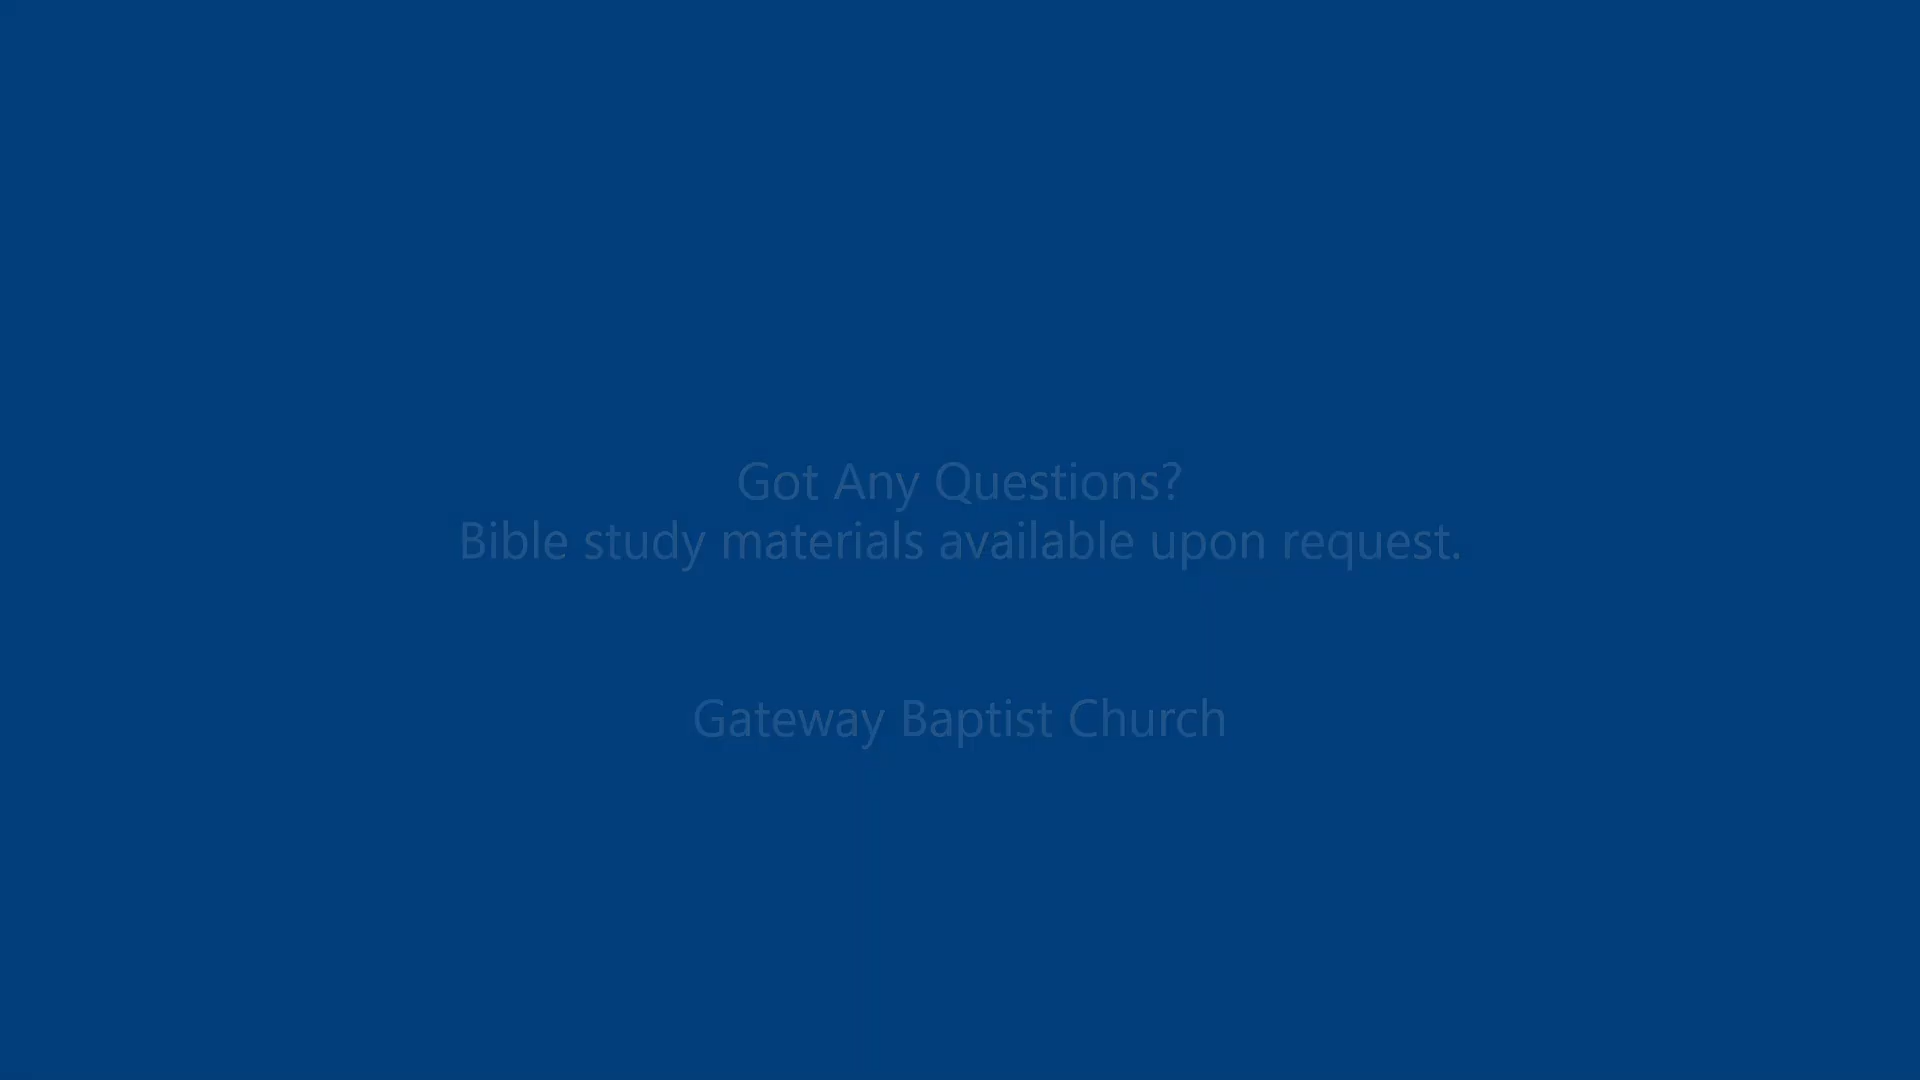 Got Any Questions?
Bible study materials available upon request.
Gateway Baptist Church